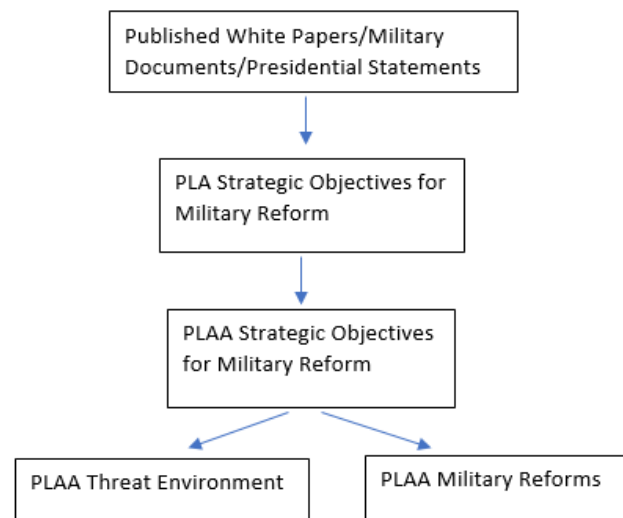 Published White Papers/Military
Documents/Presidential Statements
PLA Strategic Objectives for
Military Reform
PLAA Strategic Objectives
for Military Reform
PLAA Threat Environment
PLAA Military Reforms